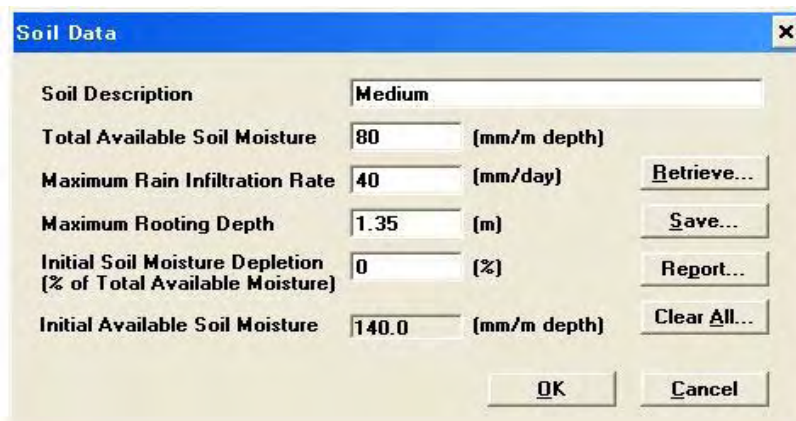 Soil Data
Soil Description Medium
Total Available Soil Moisture 80 (mm/m depth)
Maximum Rain Infiltration Rate 40 (mm/day) Retrieve...
Maximum Rooting Depth 1.35 (m) Save...
Initial Soil Moisture Depletion
(% of Total Available Moisture) 0 (%) Report...
Initial Available Soil Moisture 140.0 (mm/m depth) Clear All...
OK Cancel